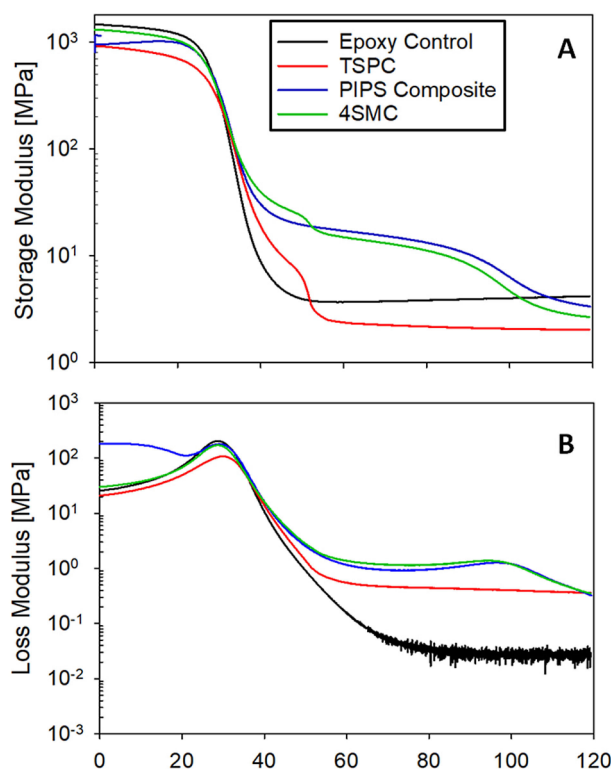 A
Epoxy Control
TSPC
PIPS Composite
4SMC
Storage Modulus [MPa]
10³
10²
10¹
10⁰
B
Loss Modulus [MPa]
10³
10²
10¹
10⁰
10⁻¹
10⁻²
10⁻³
0 20 40 60 80 100 120